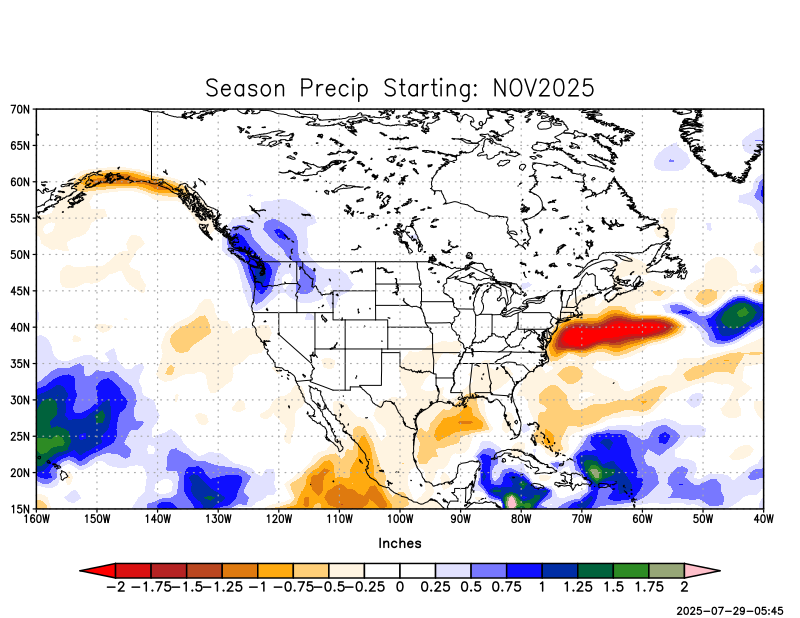 Season Precip Starting: NOV2025
70N
65N
60N
55N
50N
45N
40N
35N
30N
25N
20N
15N
160W 150W 140W 130W 120W 110W 100W 90W 80W 70W 60W 50W 40W
Inches
−2 −1.75−1.5−1.25 −1 −0.75−0.5−0.25 0 0.25 0.5 0.75 1 1.25 1.5 1.75 2
2025-07-29-05:45